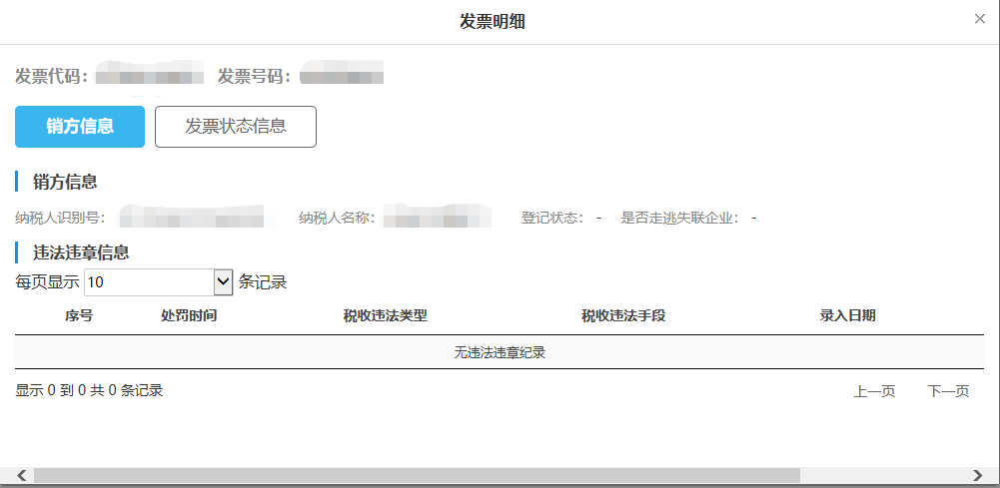 发票明细 ×
发票代码： 发票号码：
销方信息 发票状态信息
销方信息
纳税人识别号： 纳税人名称： 登记状态： - 是否走逃失联企业： -
违法违章信息
每页显示 10 条记录
序号 处罚时间 税收违法类型 税收违法手段 录入日期
无违法违章纪录
显示 0 到 0 共 0 条记录 上一页 下一页